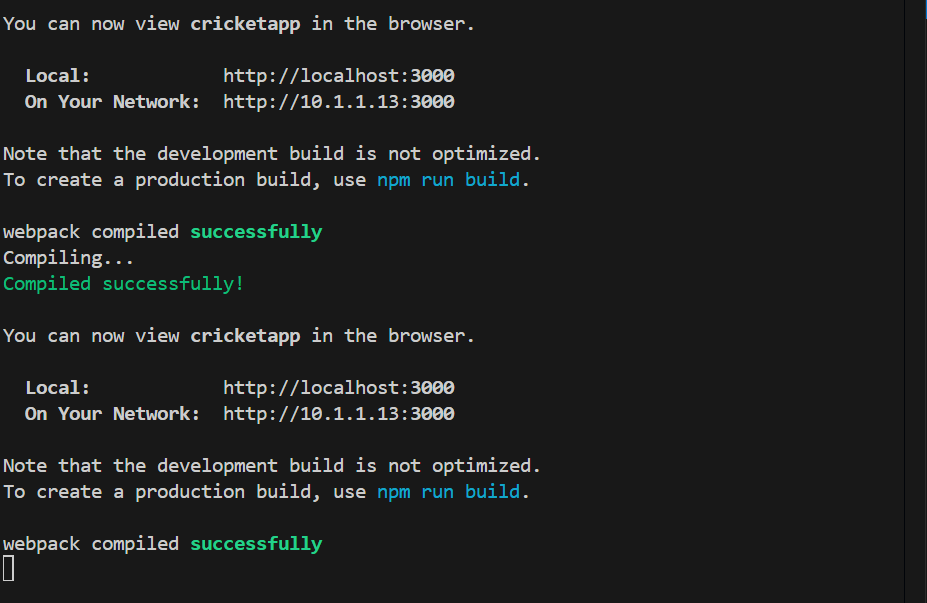 You can now view cricketapp in the browser.
Local: http://localhost:3000
On Your Network: http://10.1.1.13:3000
Note that the development build is not optimized.
To create a production build, use npm run build.
webpack compiled successfully
Compiling...
Compiled successfully!
You can now view cricketapp in the browser.
Local: http://localhost:3000
On Your Network: http://10.1.1.13:3000
Note that the development build is not optimized.
To create a production build, use npm run build.
webpack compiled successfully